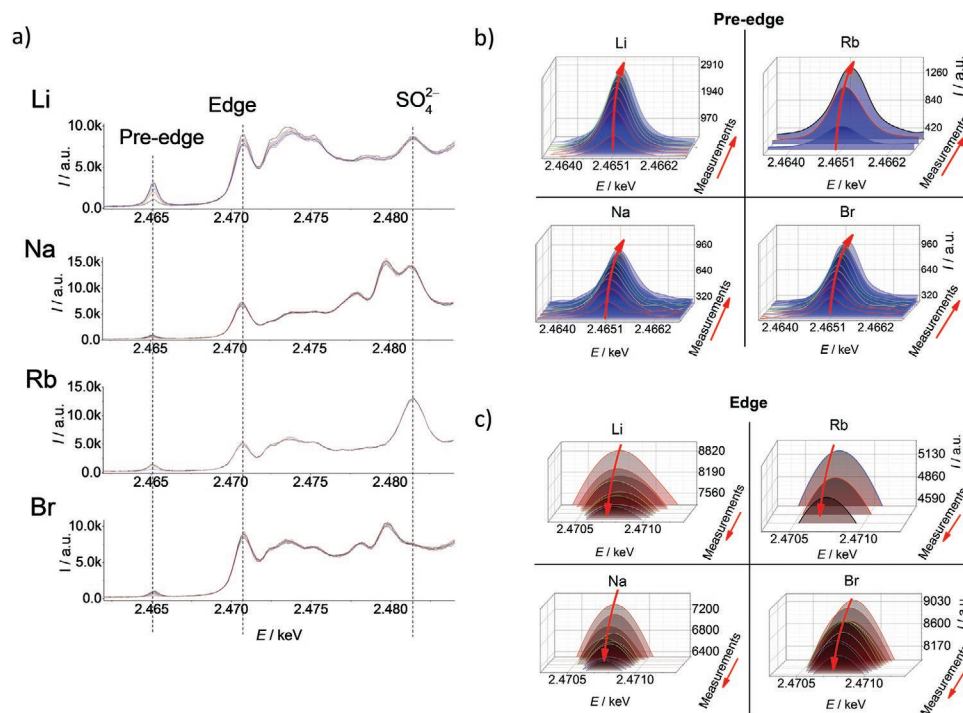 a)
Li
Pre-edge
Edge
SO₄²⁻
10.0k
5.0k
0.0
I / a.u.
2.465
2.470
2.475
2.480
Na
15.0k
10.0k
5.0k
0.0
I / a.u.
2.465
2.470
2.475
2.480
Rb
15.0k
10.0k
5.0k
0.0
I / a.u.
2.465
2.470
2.475
2.480
Br
15.0k
10.0k
5.0k
0.0
I / a.u.
2.465
2.470
2.475
2.480
E / keV
b)
Pre-edge
Li
2910
1940
970
2.4640
2.4651
2.4662
E / keV
Measurements
Rb
1260
840
420
I / a.u.
2.4640
2.4651
2.4662
E / keV
Measurements
Na
960
640
320
2.4640
2.4651
2.4662
E / keV
Measurements
Br
960
640
320
I / a.u.
2.4640
2.4651
2.4662
E / keV
Measurements
c)
Edge
Li
8820
8190
7560
2.4705
2.4710
E / keV
Measurements
Rb
5130
4860
4590
I / a.u.
2.4705
2.4710
E / keV
Measurements
Na
7200
6800
6400
2.4705
2.4710
E / keV
Measurements
Br
9030
8600
8170
I / a.u.
2.4705
2.4710
E / keV
Measurements